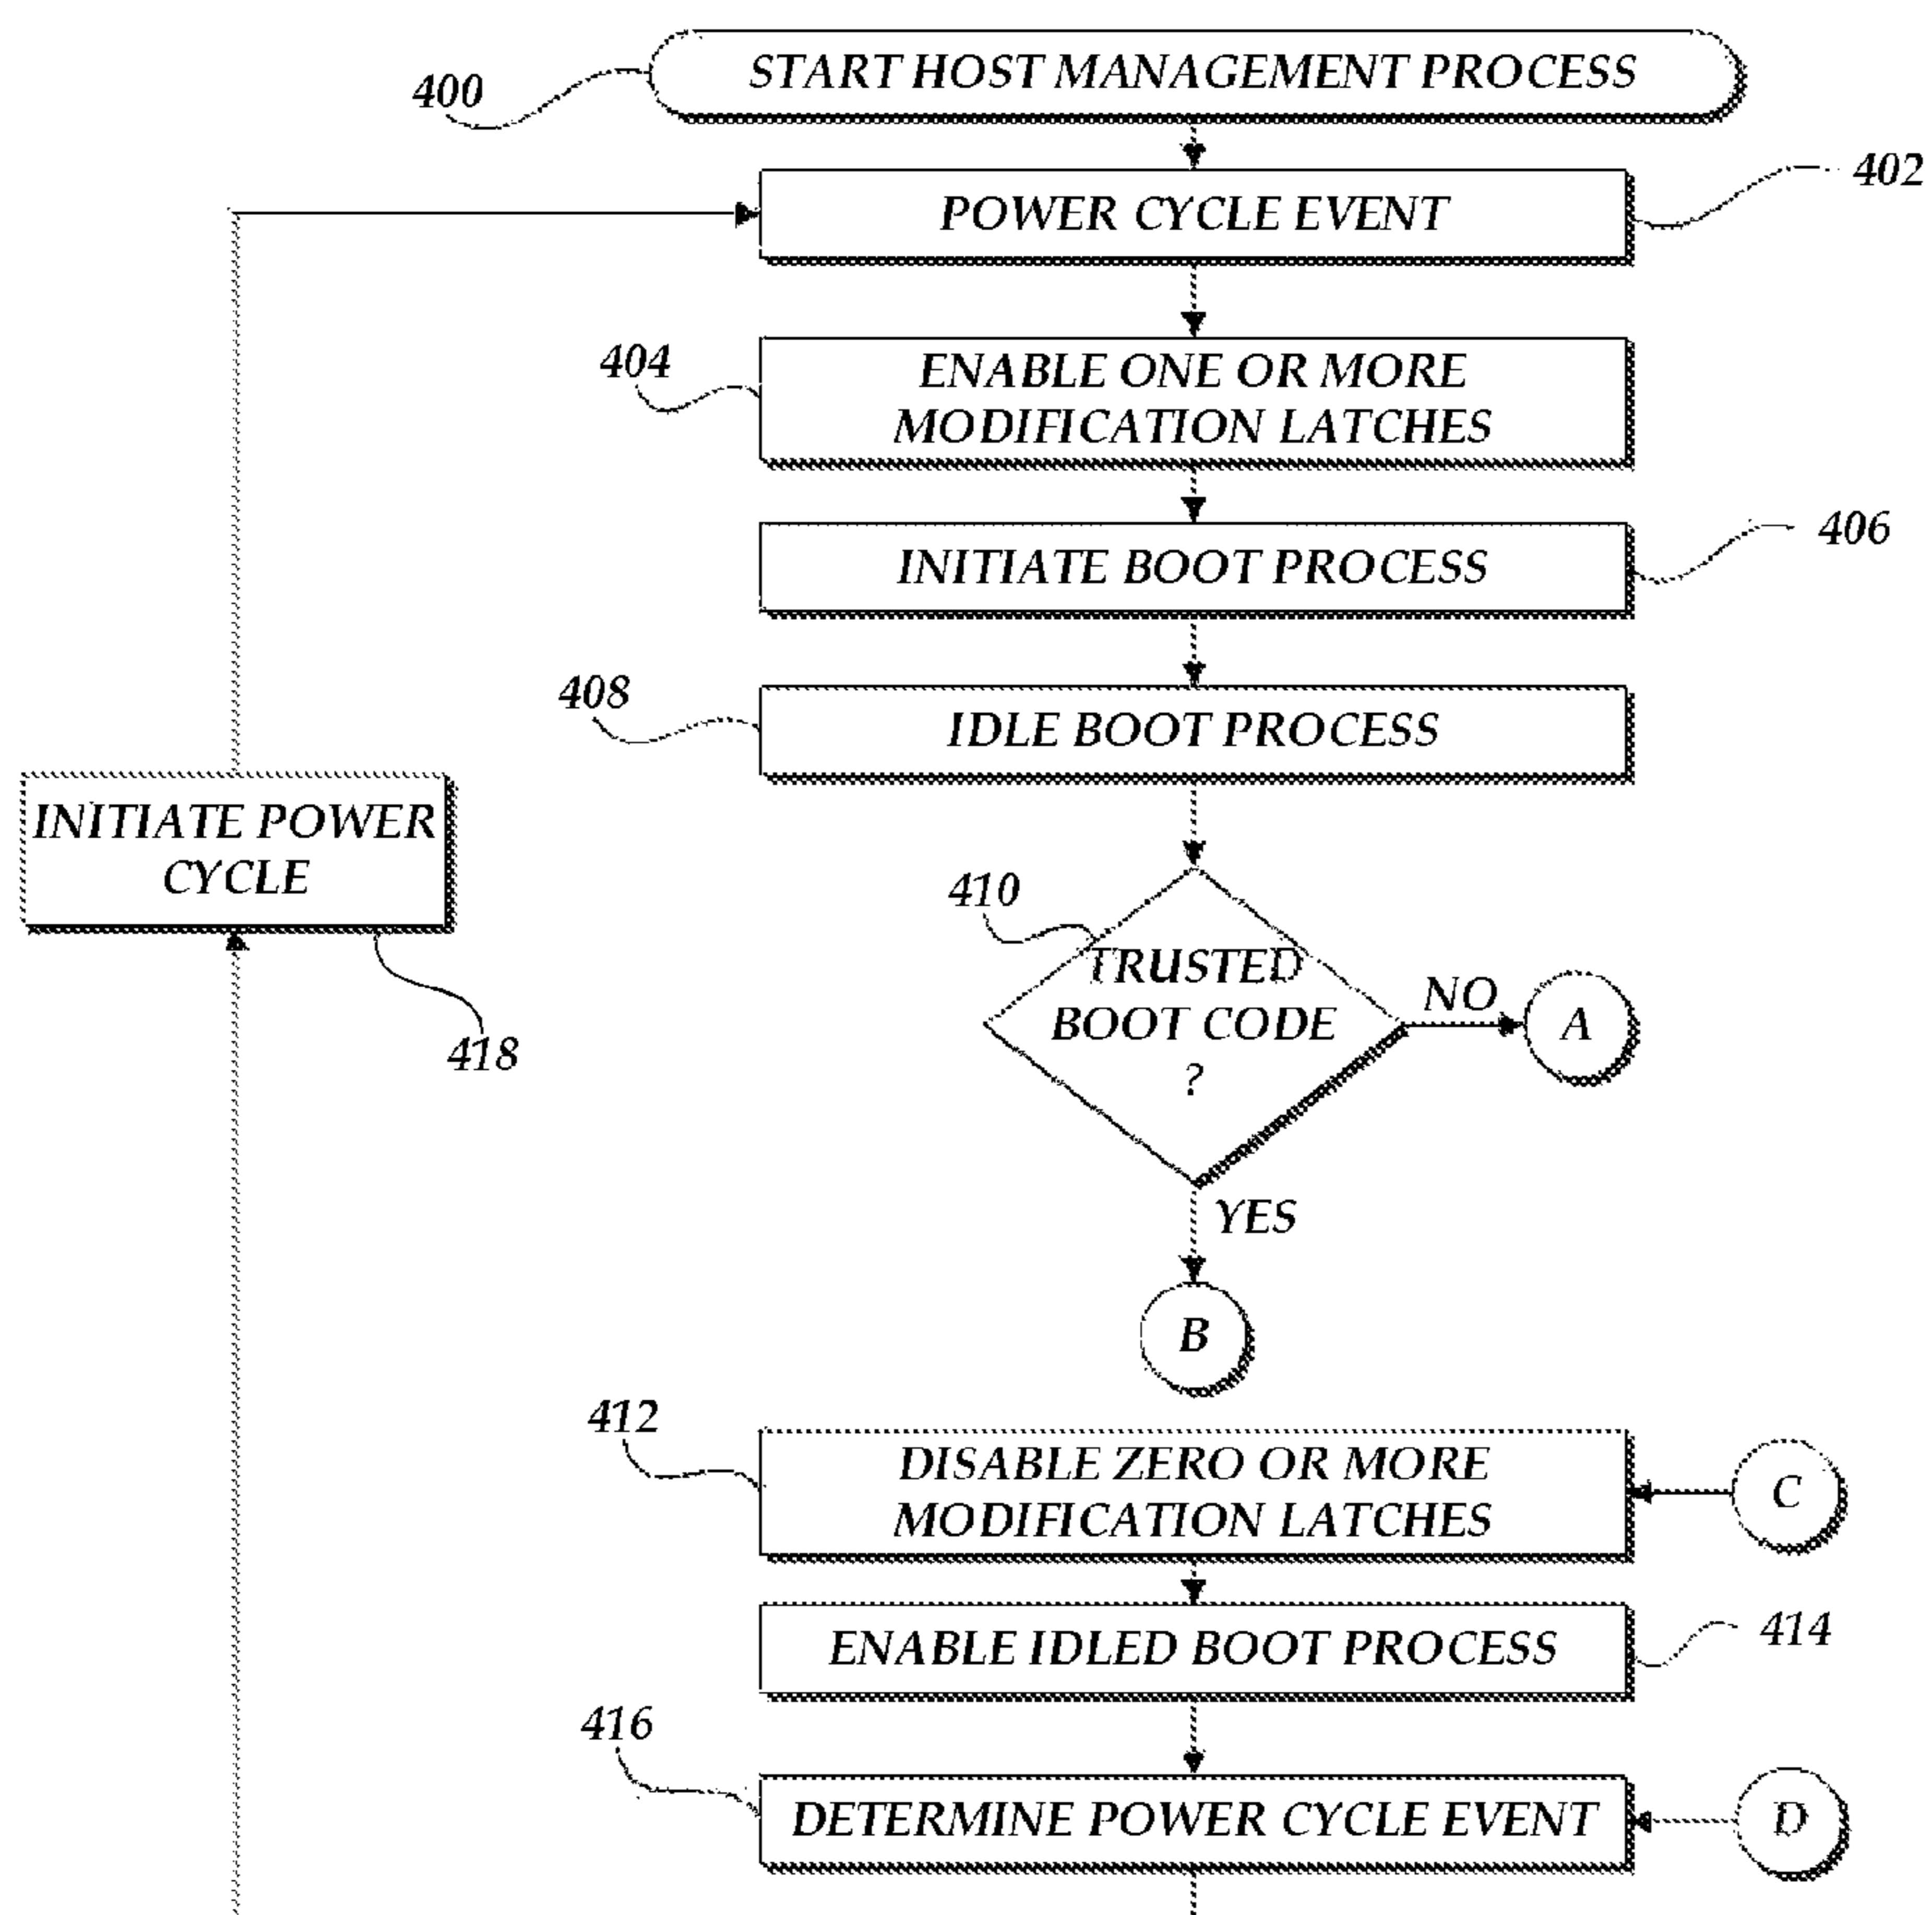 START HOST MANAGEMENT PROCESS
400
POWER CYCLE EVENT
402
404
ENABLE ONE OR MORE
MODIFICATION LATCHES
INITIATE BOOT PROCESS
406
408
IDLE BOOT PROCESS
INITIATE POWER
CYCLE
418
410
TRUSTED
BOOT CODE
?
NO
A
YES
B
412
DISABLE ZERO OR MORE
MODIFICATION LATCHES
C
ENABLE IDLED BOOT PROCESS
414
416
DETERMINE POWER CYCLE EVENT
D